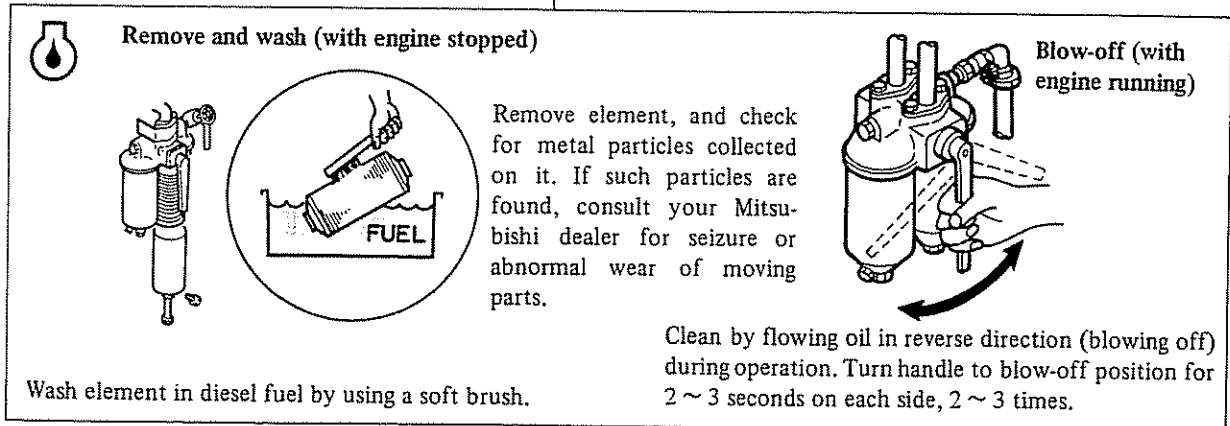 Remove and wash (with engine stopped)
FUEL
Remove element, and check
for metal particles collected
on it. If such particles are
found, consult your Mitsu-
bishi dealer for seizure or
abnormal wear of moving
parts.
Wash element in diesel fuel by using a soft brush.
Blow-off (with
engine running)
Clean by flowing oil in reverse direction (blowing off)
during operation. Turn handle to blow-off position for
2 ~ 3 seconds on each side, 2 ~ 3 times.